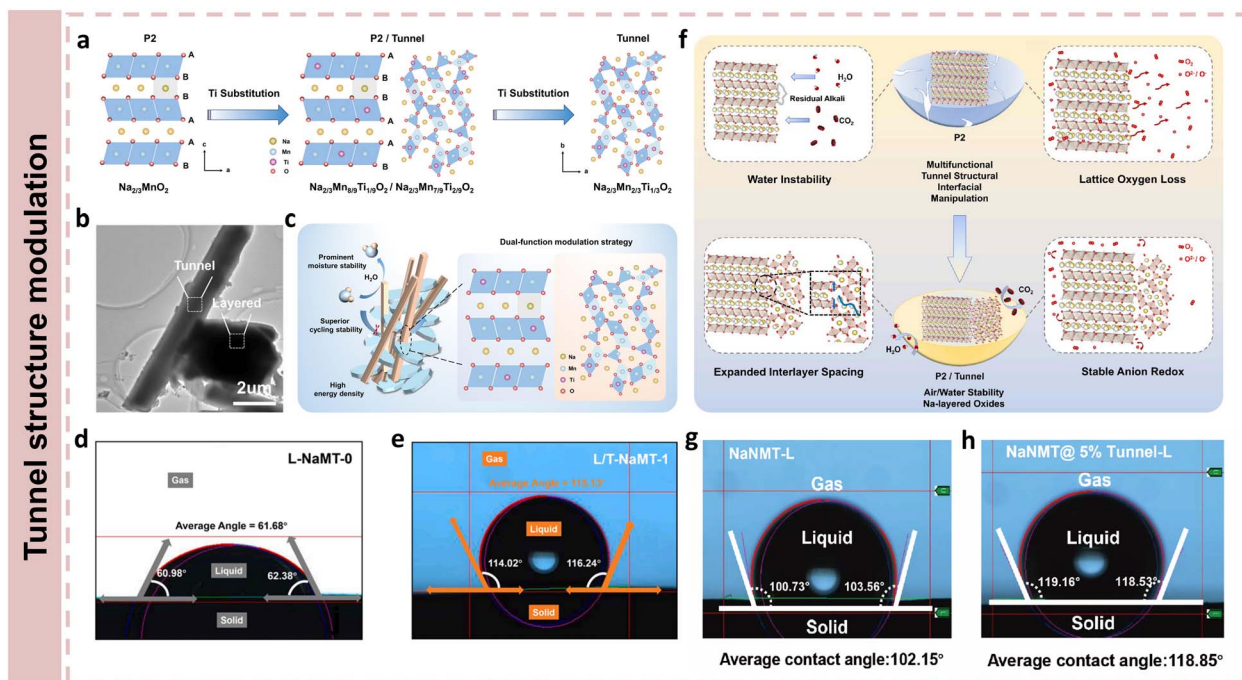 Tunnel structure modulation
a
P2
P2 / Tunnel
Tunnel
A
B
B
A
A
B
Ti Substitution
A
B
B
A
A
B
Ti Substitution
c
a
Na
Mn
Ti
O
b
a
Na2/3MnO2
Na2/3Mn8/9Ti1/9O2 / Na2/3Mn7/9Ti2/9O2
Na2/3Mn2/3Ti1/3O2
b
Tunnel
Layered
2um
c
Prominent
moisture stability
H2O
Superior
cycling stability
High
energy density
Dual-function modulation strategy
Na
Mn
Ti
O
d
L-NaMT-0
Gas
Average Angle = 61.68°
60.98°
Liquid
62.38°
Solid
e
Gas
L/T-NaMT-1
Average Angle = 115.13°
Liquid
114.02°
116.24°
Solid
f
H2O
Residual Alkali
CO2
Water Instability
P2
Multifunctional
Tunnel Structural
Interfacial
Manipulation
O2
O2- / O-
Lattice Oxygen Loss
Expanded Interlayer Spacing
CO2
H2O
P2 / Tunnel
Air/Water Stability
Na-layered Oxides
O2
O2- / O-
Stable Anion Redox
g
NaNMT-L
Gas
Liquid
100.73°
103.56°
Solid
Average contact angle:102.15°
h
NaNMT@ 5% Tunnel-L
Gas
Liquid
119.16°
118.53°
Solid
Average contact angle:118.85°